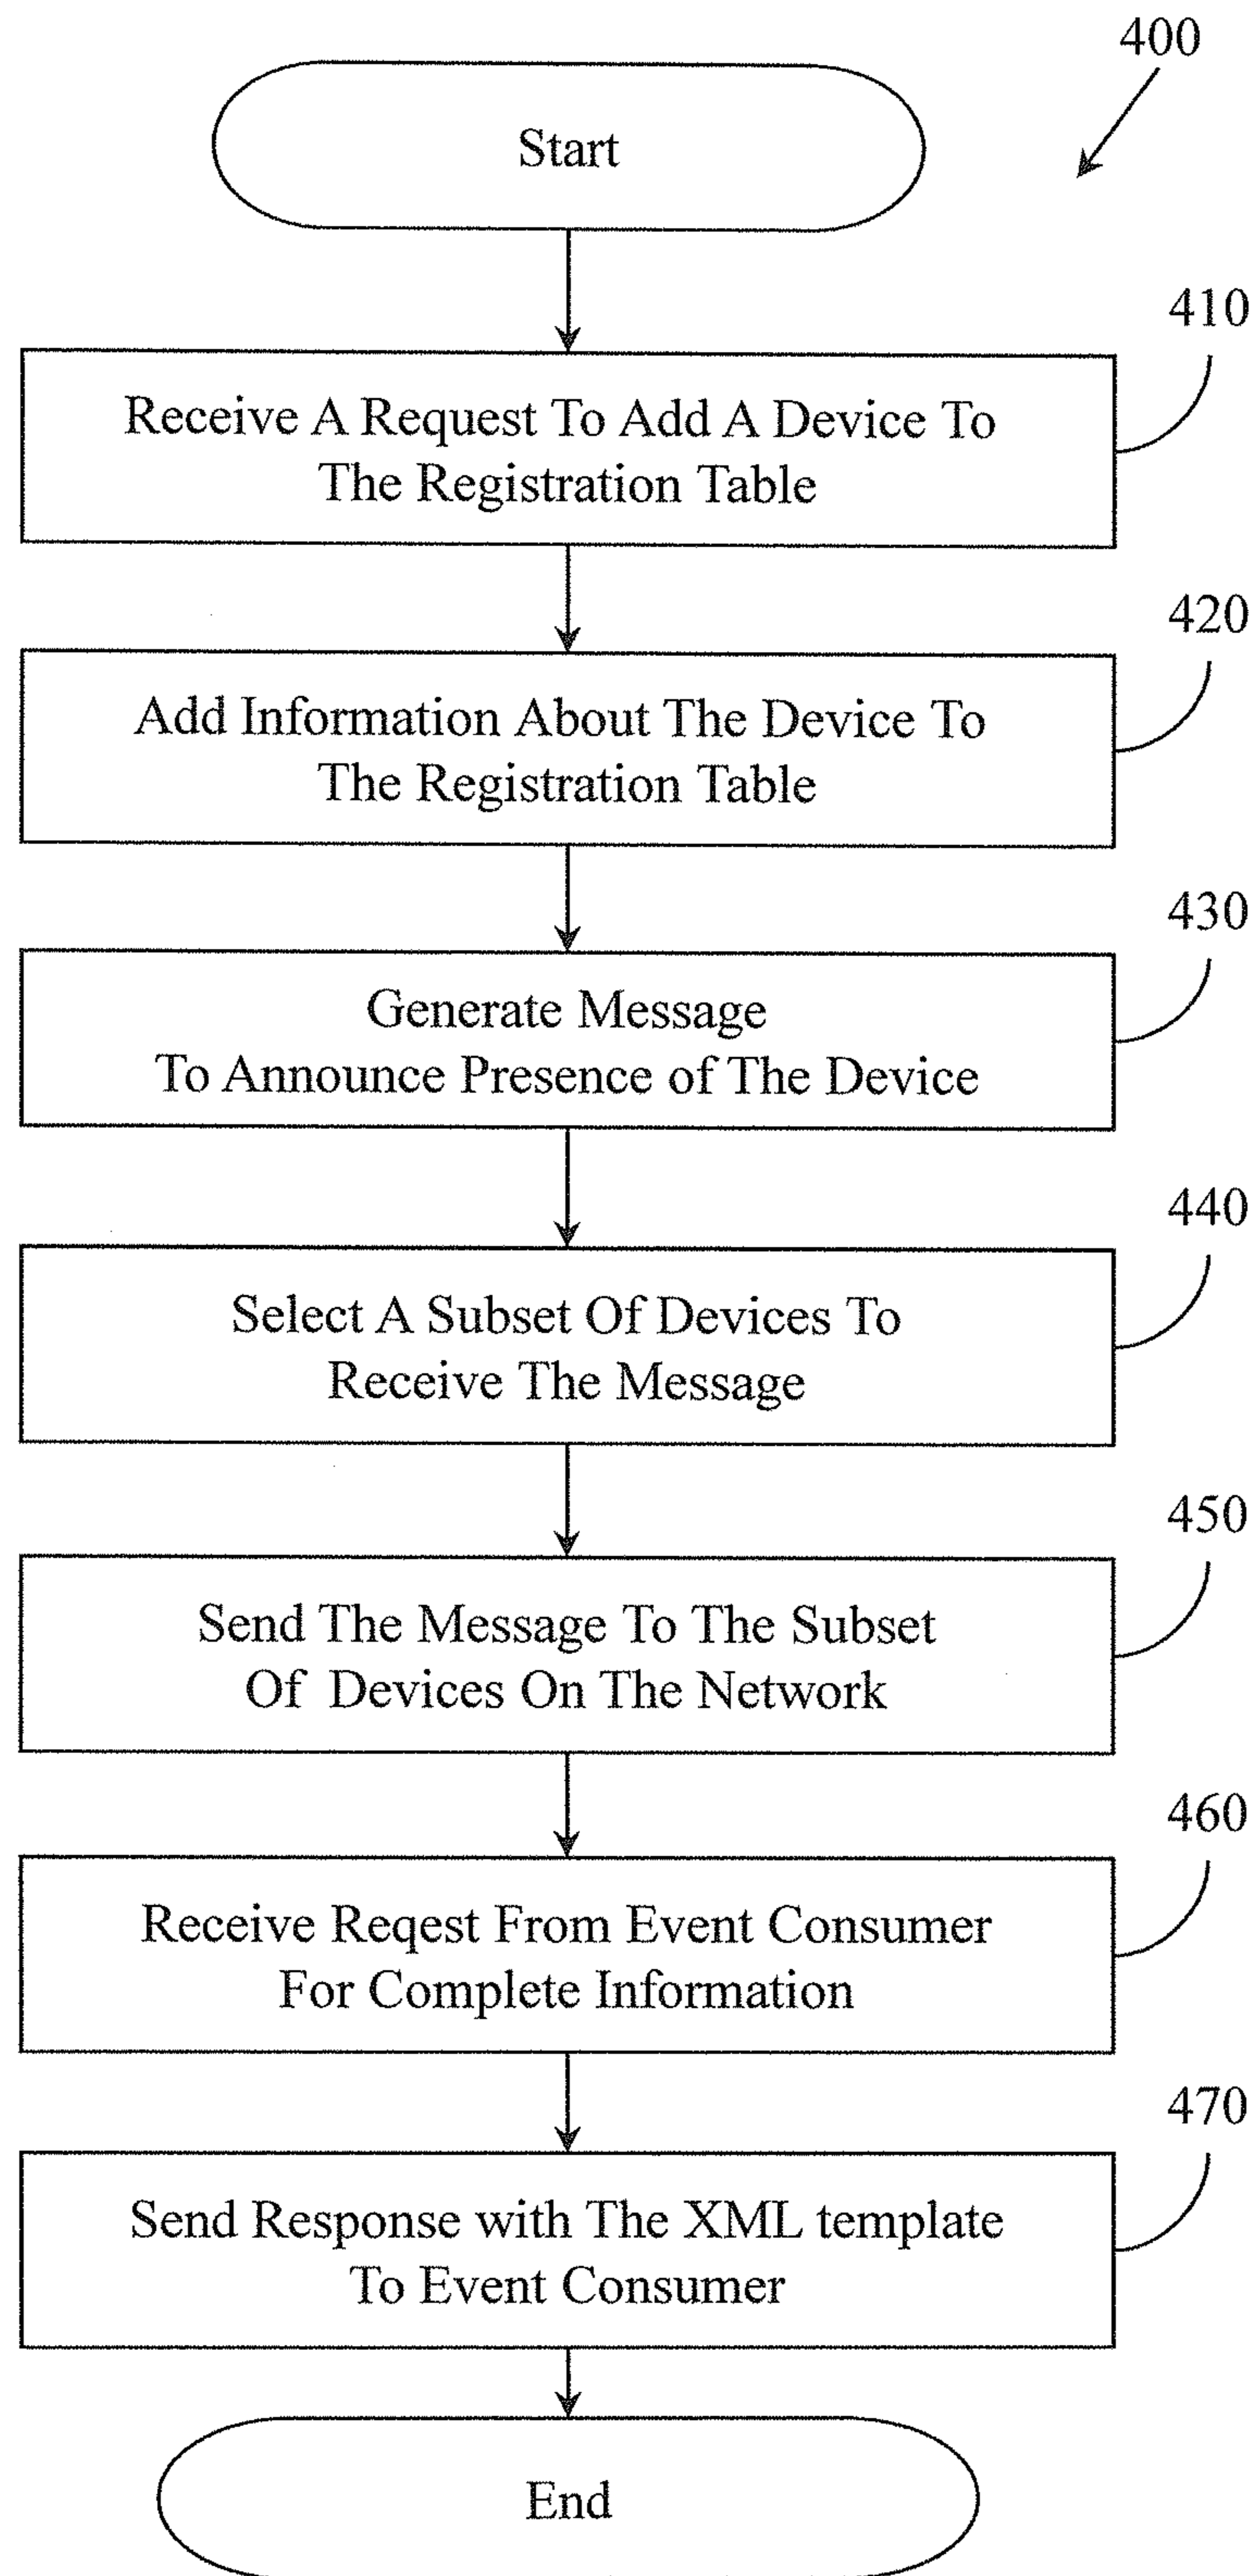 400
Start
410
Receive A Request To Add A Device To
The Registration Table
420
Add Information About The Device To
The Registration Table
430
Generate Message
To Announce Presence of The Device
440
Select A Subset Of Devices To
Receive The Message
450
Send The Message To The Subset
Of Devices On The Network
460
Receive Reqest From Event Consumer
For Complete Information
470
Send Response with The XML template
To Event Consumer
End